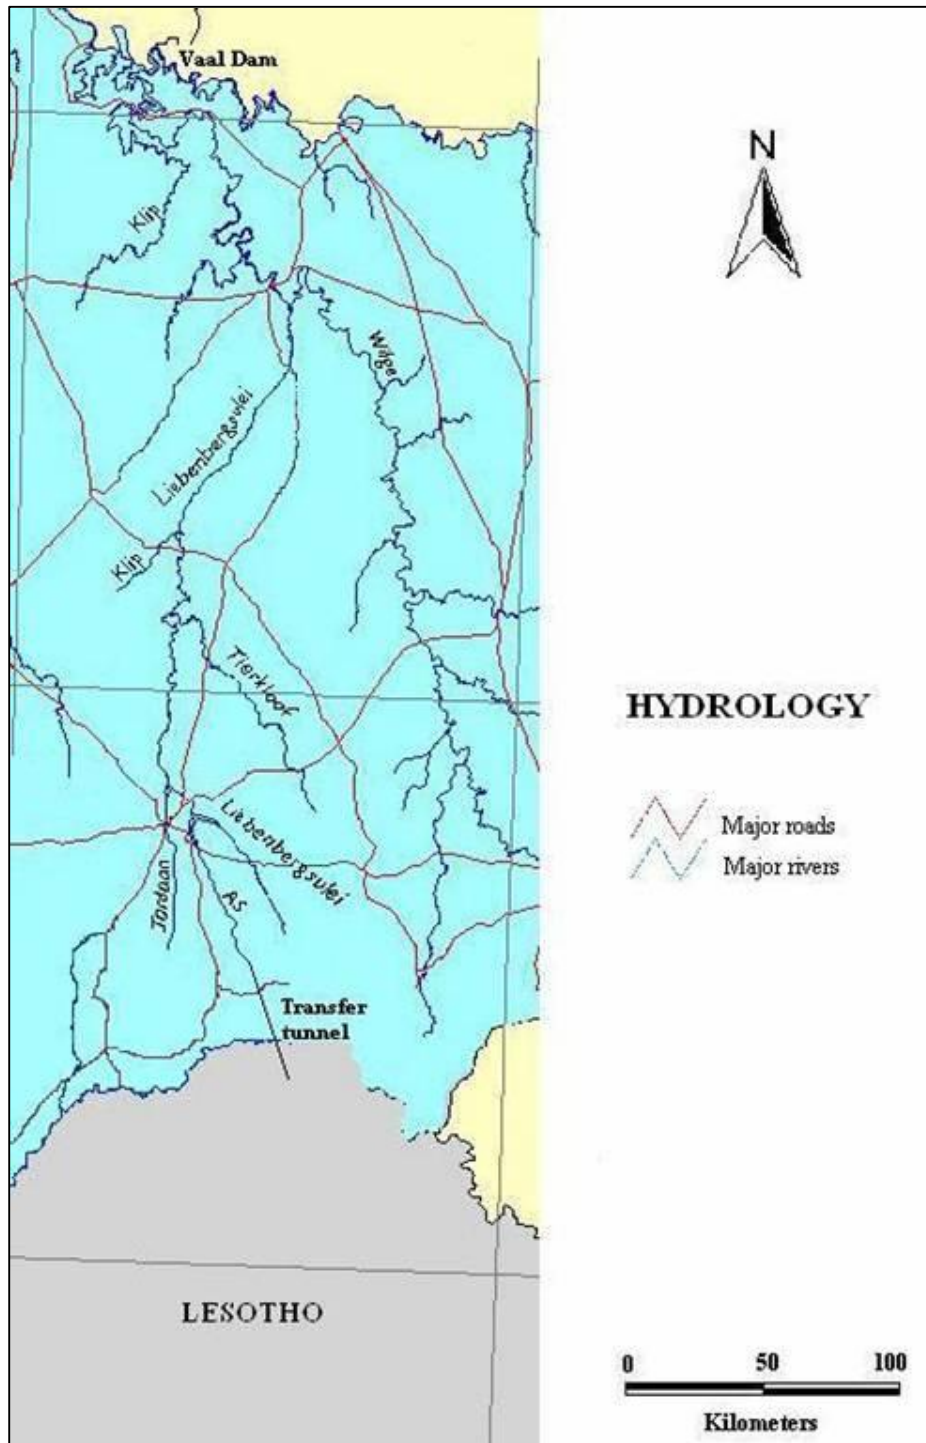 Vaal Dam
N
Klip
Wilge
Liebenbergsvlei
Klip
HYDROLOGY
Tierkloof
Major roads
Major rivers
Liebenbergsvlei
Jordaan
As
Transfer
tunnel
LESOTHO
0 50 100
Kilometers